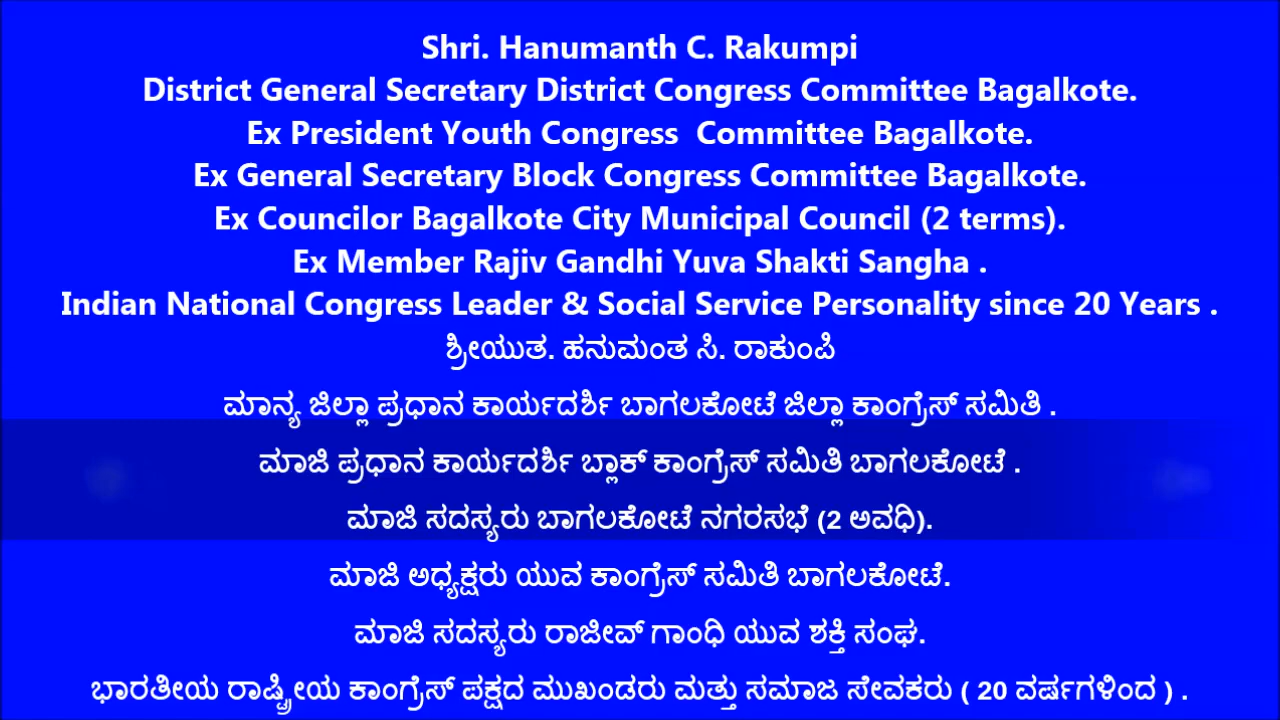 Shri. Hanumanth C. Rakumpi
District General Secretary District Congress Committee Bagalkote.
Ex President Youth Congress  Committee Bagalkote.
Ex General Secretary Block Congress Committee Bagalkote.
Ex Councilor Bagalkote City Municipal Council (2 terms).
Ex Member Rajiv Gandhi Yuva Shakti Sangha .
Indian National Congress Leader & Social Service Personality since 20 Years .
ಶ್ರೀಯುತ. ಹನುಮಂತ ಸಿ. ರಾಕುಂಪಿ
ಮಾನ್ಯ ಜಿಲ್ಲಾ ಪ್ರಧಾನ ಕಾರ್ಯದರ್ಶಿ ಬಾಗಲಕೋಟೆ ಜಿಲ್ಲಾ ಕಾಂಗ್ರೆಸ್ ಸಮಿತಿ .
ಮಾಜಿ ಪ್ರಧಾನ ಕಾರ್ಯದರ್ಶಿ ಬ್ಲಾಕ್ ಕಾಂಗ್ರೆಸ್ ಸಮಿತಿ ಬಾಗಲಕೋಟೆ .
ಮಾಜಿ ಸದಸ್ಯರು ಬಾಗಲಕೋಟೆ ನಗರಸಭೆ (2 ಅವಧಿ).
ಮಾಜಿ ಅಧ್ಯಕ್ಷರು ಯುವ ಕಾಂಗ್ರೆಸ್ ಸಮಿತಿ ಬಾಗಲಕೋಟೆ.
ಮಾಜಿ ಸದಸ್ಯರು ರಾಜೀವ್ ಗಾಂಧಿ ಯುವ ಶಕ್ತಿ ಸಂಘ.
ಭಾರತೀಯ ರಾಷ್ಟ್ರೀಯ ಕಾಂಗ್ರೆಸ್ ಪಕ್ಷದ ಮುಖಂಡರು ಮತ್ತು ಸಮಾಜ ಸೇವಕರು ( 20 ವರ್ಷಗಳಿಂದ ) .